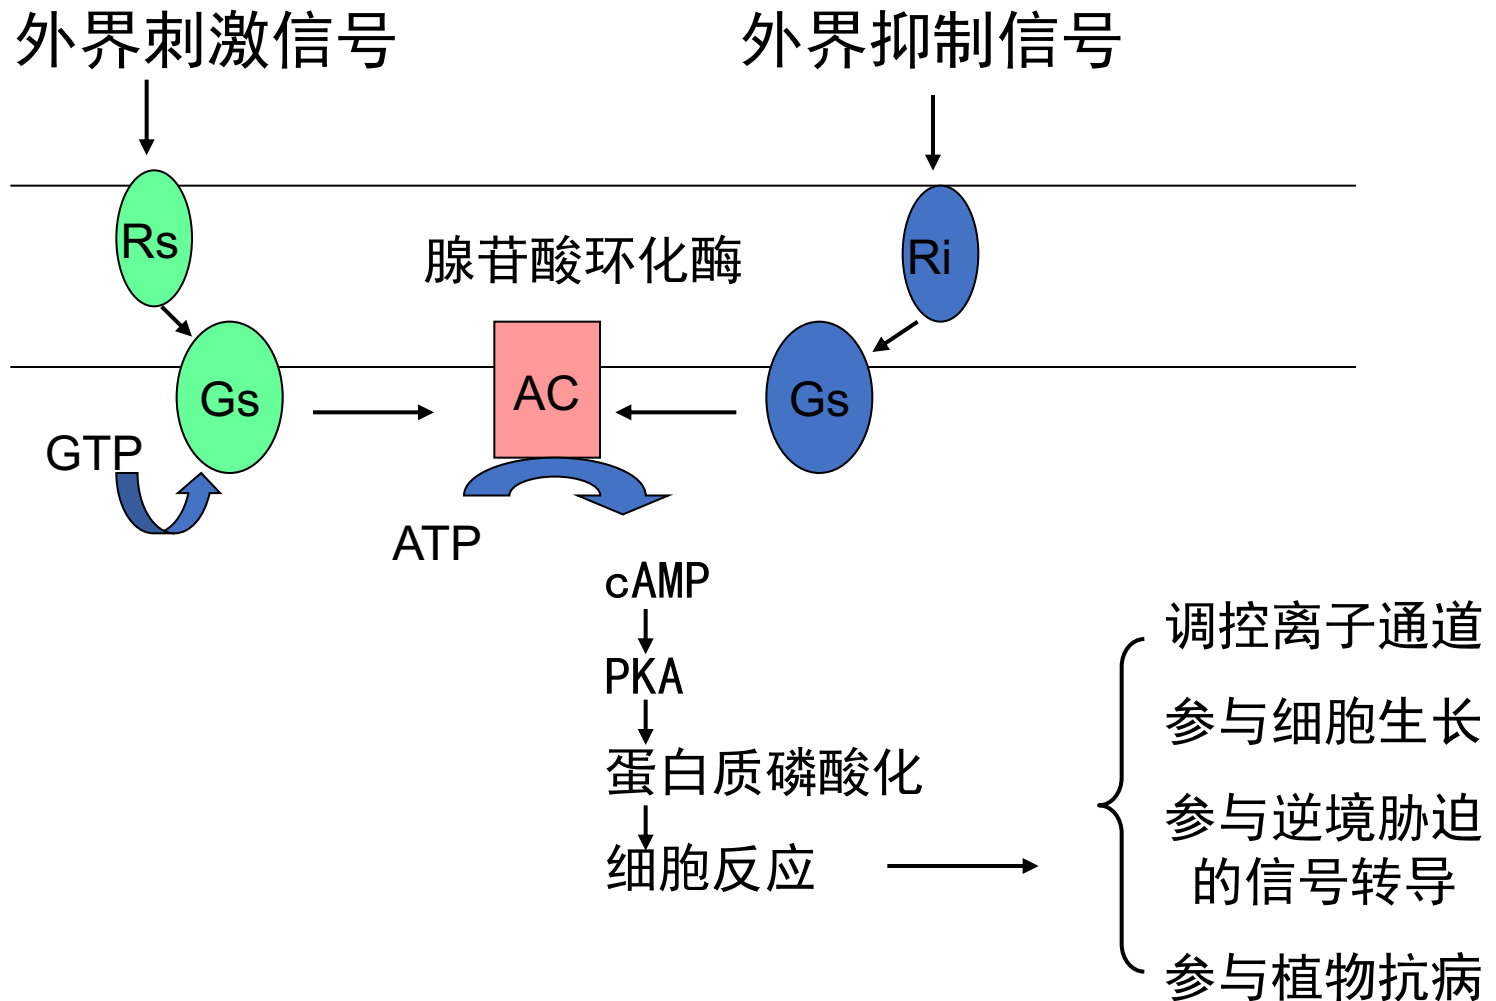 外界刺激信号
外界抑制信号
Rs
腺苷酸环化酶
Ri
Gs
AC
Gs
GTP
ATP
cAMP
PKA
蛋白质磷酸化
细胞反应
调控离子通道
参与细胞生长
参与逆境胁迫
的信号转导
参与植物抗病